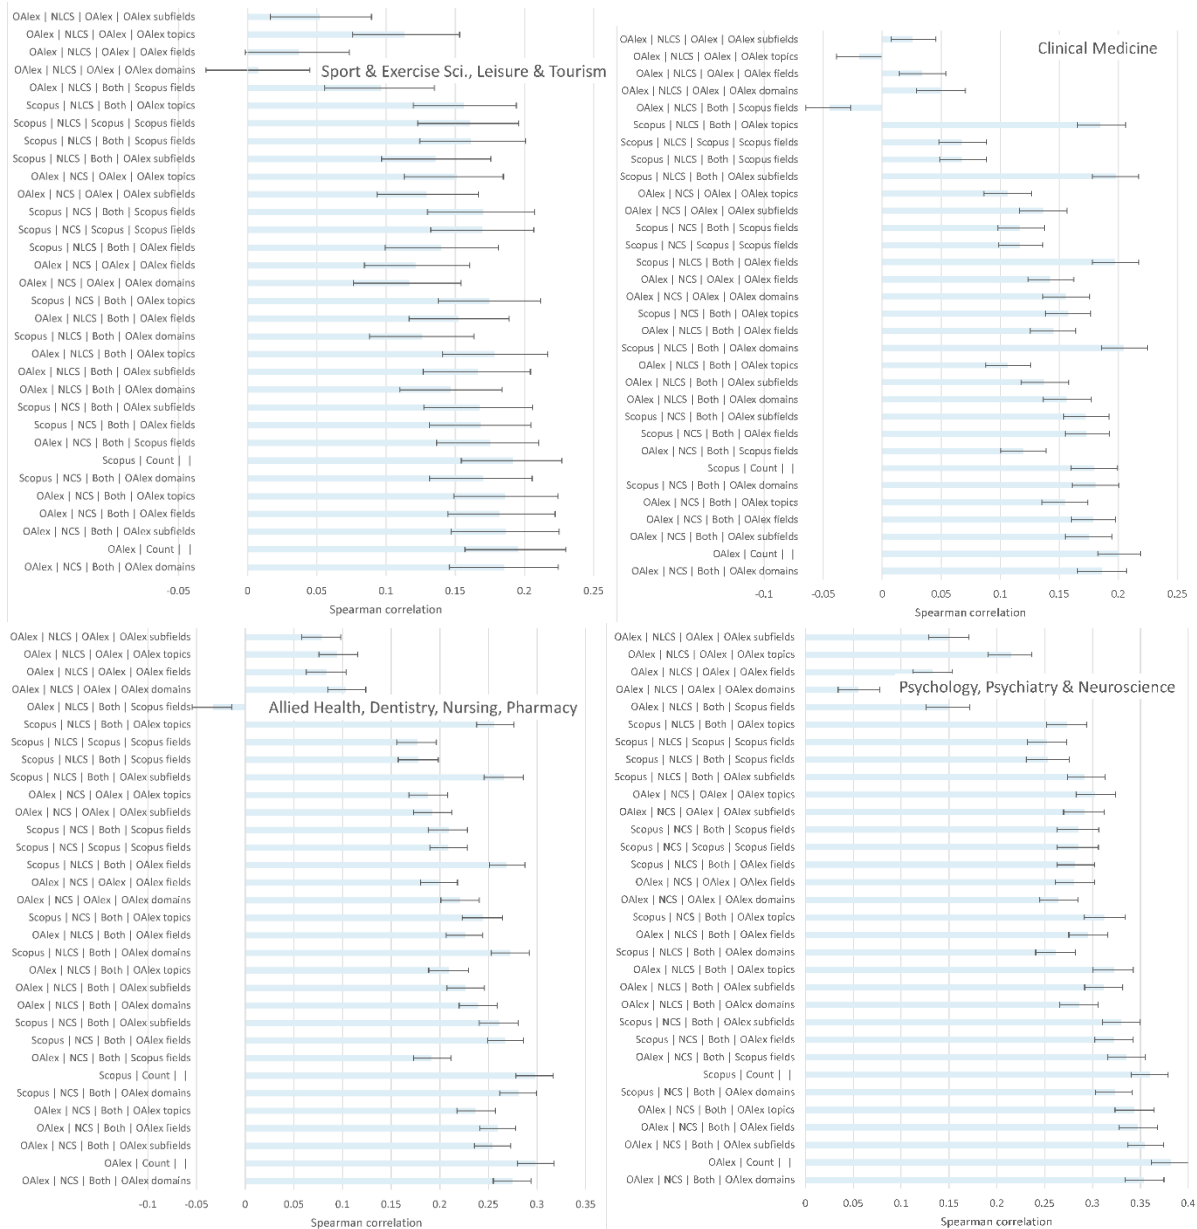 OAlex | NLCS | OAlex | OAlex subfields
OAlex | NLCS | OAlex | OAlex topics
OAlex | NLCS | OAlex | OAlex fields
OAlex | NLCS | OAlex | OAlex domains
Sport & Exercise Sci., Leisure & Tourism
OAlex | NLCS | Both | Scopus fields
Scopus | NLCS | Both | OAlex topics
Scopus | NLCS | Scopus | Scopus fields
Scopus | NLCS | Both | Scopus fields
Scopus | NLCS | Both | OAlex subfields
OAlex | NCS | OAlex | OAlex topics
OAlex | NCS | OAlex | OAlex subfields
Scopus | NCS | Both | Scopus fields
Scopus | NCS | Scopus | Scopus fields
Scopus | NLCS | Both | OAlex fields
OAlex | NCS | OAlex | OAlex fields
OAlex | NCS | OAlex | OAlex domains
Scopus | NCS | Both | OAlex topics
OAlex | NLCS | Both | OAlex fields
Scopus | NLCS | Both | OAlex domains
OAlex | NLCS | Both | OAlex topics
OAlex | NLCS | Both | OAlex subfields
OAlex | NLCS | Both | OAlex domains
Scopus | NCS | Both | OAlex subfields
Scopus | NCS | Both | OAlex fields
OAlex | NCS | Both | Scopus fields
Scopus | Count | |
Scopus | NCS | Both | OAlex domains
OAlex | NCS | Both | OAlex topics
OAlex | NCS | Both | OAlex fields
OAlex | NCS | Both | OAlex subfields
OAlex | Count | |
OAlex | NCS | Both | OAlex domains
-0.05 0 0.05 0.1 0.15 0.2 0.25
Spearman correlation
OAlex | NLCS | OAlex | OAlex subfields
Clinical Medicine
OAlex | NLCS | OAlex | OAlex topics
OAlex | NLCS | OAlex | OAlex fields
OAlex | NLCS | OAlex | OAlex domains
OAlex | NLCS | Both | Scopus fields
Scopus | NLCS | Both | OAlex topics
Scopus | NLCS | Scopus | Scopus fields
Scopus | NLCS | Both | Scopus fields
Scopus | NLCS | Both | OAlex subfields
OAlex | NCS | OAlex | OAlex topics
OAlex | NCS | OAlex | OAlex subfields
Scopus | NCS | Both | Scopus fields
Scopus | NCS | Scopus | Scopus fields
Scopus | NLCS | Both | OAlex fields
OAlex | NCS | OAlex | OAlex fields
OAlex | NCS | OAlex | OAlex domains
Scopus | NCS | Both | OAlex topics
OAlex | NLCS | Both | OAlex fields
Scopus | NLCS | Both | OAlex domains
OAlex | NLCS | Both | OAlex topics
OAlex | NLCS | Both | OAlex subfields
OAlex | NLCS | Both | OAlex domains
Scopus | NCS | Both | OAlex subfields
Scopus | NCS | Both | OAlex fields
OAlex | NCS | Both | Scopus fields
Scopus | Count | |
Scopus | NCS | Both | OAlex domains
OAlex | NCS | Both | OAlex topics
OAlex | NCS | Both | OAlex fields
OAlex | NCS | Both | OAlex subfields
OAlex | Count | |
OAlex | NCS | Both | OAlex domains
-0.1 -0.05 0 0.05 0.1 0.15 0.2 0.25
Spearman correlation
OAlex | NLCS | OAlex | OAlex subfields
OAlex | NLCS | OAlex | OAlex topics
OAlex | NLCS | OAlex | OAlex fields
OAlex | NLCS | OAlex | OAlex domains
OAlex | NLCS | Both | Scopus fields
Allied Health, Dentistry, Nursing, Pharmacy
Scopus | NLCS | Both | OAlex topics
Scopus | NLCS | Scopus | Scopus fields
Scopus | NLCS | Both | Scopus fields
Scopus | NLCS | Both | OAlex subfields
OAlex | NCS | OAlex | OAlex topics
OAlex | NCS | OAlex | OAlex subfields
Scopus | NCS | Both | Scopus fields
Scopus | NCS | Scopus | Scopus fields
Scopus | NLCS | Both | OAlex fields
OAlex | NCS | OAlex | OAlex fields
OAlex | NCS | OAlex | OAlex domains
Scopus | NCS | Both | OAlex topics
OAlex | NLCS | Both | OAlex fields
Scopus | NLCS | Both | OAlex domains
OAlex | NLCS | Both | OAlex topics
OAlex | NLCS | Both | OAlex subfields
OAlex | NLCS | Both | OAlex domains
Scopus | NCS | Both | OAlex subfields
Scopus | NCS | Both | OAlex fields
OAlex | NCS | Both | Scopus fields
Scopus | Count | |
Scopus | NCS | Both | OAlex domains
OAlex | NCS | Both | OAlex topics
OAlex | NCS | Both | OAlex fields
OAlex | NCS | Both | OAlex subfields
OAlex | Count | |
OAlex | NCS | Both | OAlex domains
-0.1 -0.05 0 0.05 0.1 0.15 0.2 0.25 0.3 0.35
Spearman correlation
OAlex | NLCS | OAlex | OAlex subfields
OAlex | NLCS | OAlex | OAlex topics
OAlex | NLCS | OAlex | OAlex fields
OAlex | NLCS | OAlex | OAlex domains
Psychology, Psychiatry & Neuroscience
OAlex | NLCS | Both | Scopus fields
Scopus | NLCS | Both | OAlex topics
Scopus | NLCS | Scopus | Scopus fields
Scopus | NLCS | Both | Scopus fields
Scopus | NLCS | Both | OAlex subfields
OAlex | NCS | OAlex | OAlex topics
OAlex | NCS | OAlex | OAlex subfields
Scopus | NCS | Both | Scopus fields
Scopus | NCS | Scopus | Scopus fields
Scopus | NLCS | Both | OAlex fields
OAlex | NCS | OAlex | OAlex fields
OAlex | NCS | OAlex | OAlex domains
Scopus | NCS | Both | OAlex topics
OAlex | NLCS | Both | OAlex fields
Scopus | NLCS | Both | OAlex domains
OAlex | NLCS | Both | OAlex topics
OAlex | NLCS | Both | OAlex subfields
OAlex | NLCS | Both | OAlex domains
Scopus | NCS | Both | OAlex subfields
Scopus | NCS | Both | OAlex fields
OAlex | NCS | Both | Scopus fields
Scopus | Count | |
Scopus | NCS | Both | OAlex domains
OAlex | NCS | Both | OAlex topics
OAlex | NCS | Both | OAlex fields
OAlex | NCS | Both | OAlex subfields
OAlex | Count | |
OAlex | NCS | Both | OAlex domains
0 0.05 0.1 0.15 0.2 0.25 0.3 0.35 0.4
Spearman correlation